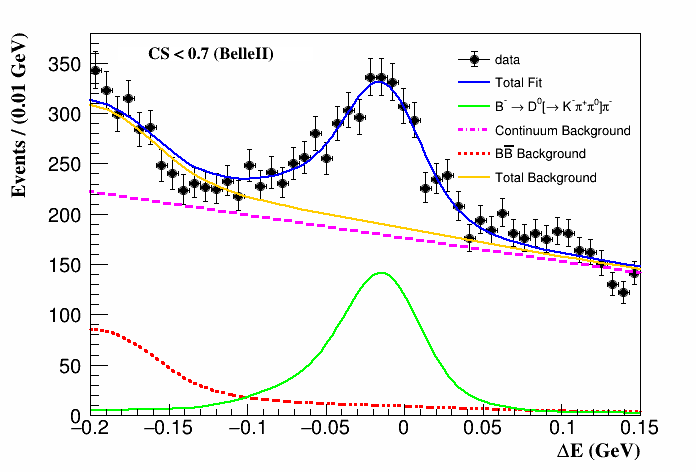 CS < 0.7 (BelleII)
Events / (0.01 GeV)
350
300
250
200
150
100
50
0
data
Total Fit
B⁻ → D⁰[→ K⁻π⁺π⁰]π⁻
Continuum Background
BB̅ Background
Total Background
−0.2 −0.15 −0.1 −0.05 0 0.05 0.1 0.15
ΔE (GeV)